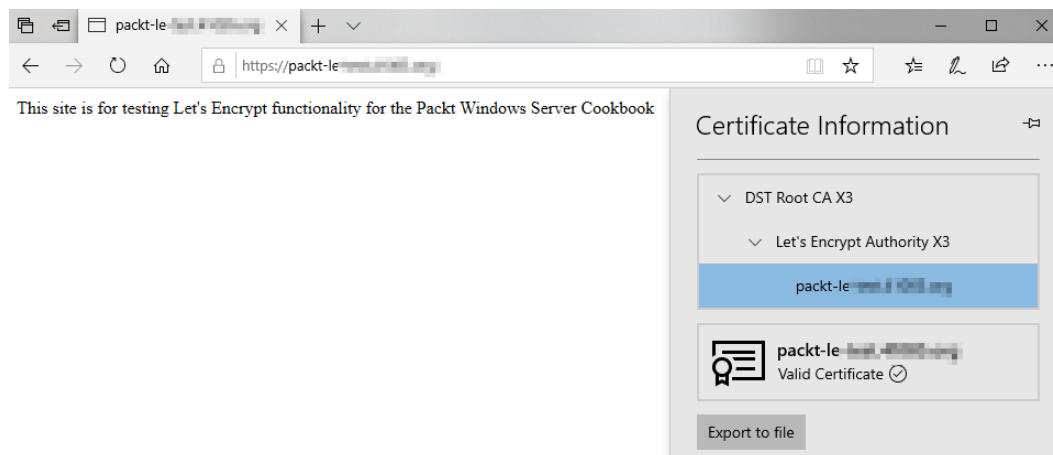 packt-le
https://packt-le
This site is for testing Let's Encrypt functionality for the Packt Windows Server Cookbook
Certificate Information
DST Root CA X3
Let's Encrypt Authority X3
packt-le
packt-le
Valid Certificate
Export to file